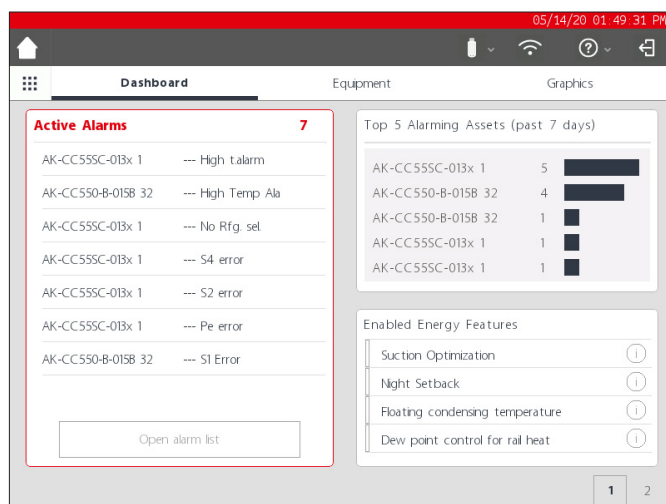 05/14/20 01:49:31 PM
Dashboard Equipment Graphics
Active Alarms 7
AK-CC55SC-013x 1 --- High t.alarm
AK-CC550-B-015B 32 --- High Temp Ala
AK-CC55SC-013x 1 --- No Rfg. sel.
AK-CC55SC-013x 1 --- S4 error
AK-CC55SC-013x 1 --- S2 error
AK-CC55SC-013x 1 --- Pe error
AK-CC550-B-015B 32 --- S1 Error
Open alarm list
Top 5 Alarming Assets (past 7 days)
AK-CC55SC-013x 1 5
AK-CC550-B-015B 32 4
AK-CC550-B-015B 32 1
AK-CC55SC-013x 1 1
AK-CC55SC-013x 1 1
Enabled Energy Features
Suction Optimization
Night Setback
Floating condensing temperature
Dew point control for rail heat
1 2